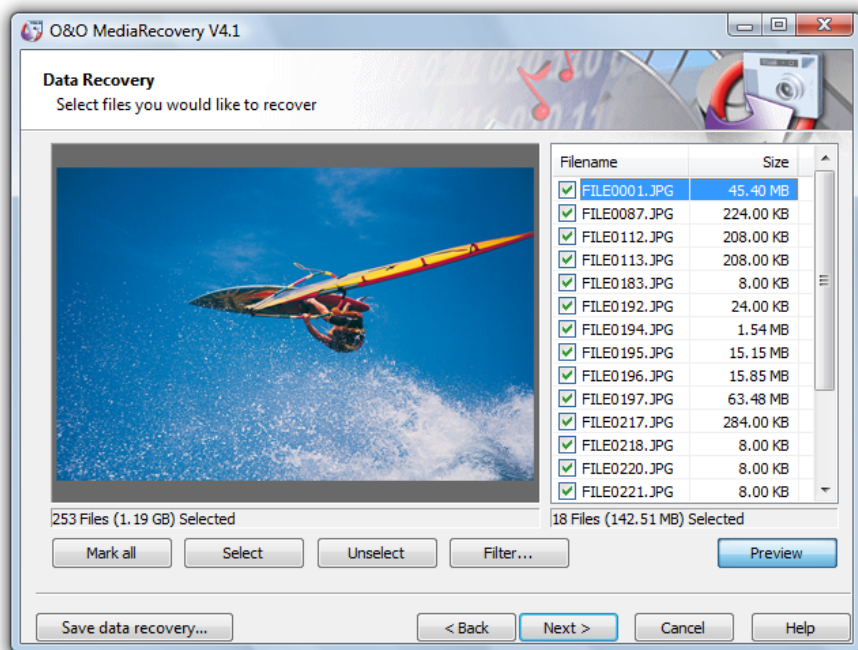 O&O MediaRecovery V4.1
Data Recovery
Select files you would like to recover
Filename Size
FILE0001.JPG 45.40 MB
FILE0087.JPG 224.00 KB
FILE0112.JPG 208.00 KB
FILE0113.JPG 208.00 KB
FILE0183.JPG 8.00 KB
FILE0192.JPG 24.00 KB
FILE0194.JPG 1.54 MB
FILE0195.JPG 15.15 MB
FILE0196.JPG 15.85 MB
FILE0197.JPG 63.48 MB
FILE0217.JPG 284.00 KB
FILE0218.JPG 8.00 KB
FILE0220.JPG 8.00 KB
FILE0221.JPG 8.00 KB
253 Files (1.19 GB) Selected
18 Files (142.51 MB) Selected
Mark all Select Unselect Filter... Preview
Save data recovery... < Back Next > Cancel Help